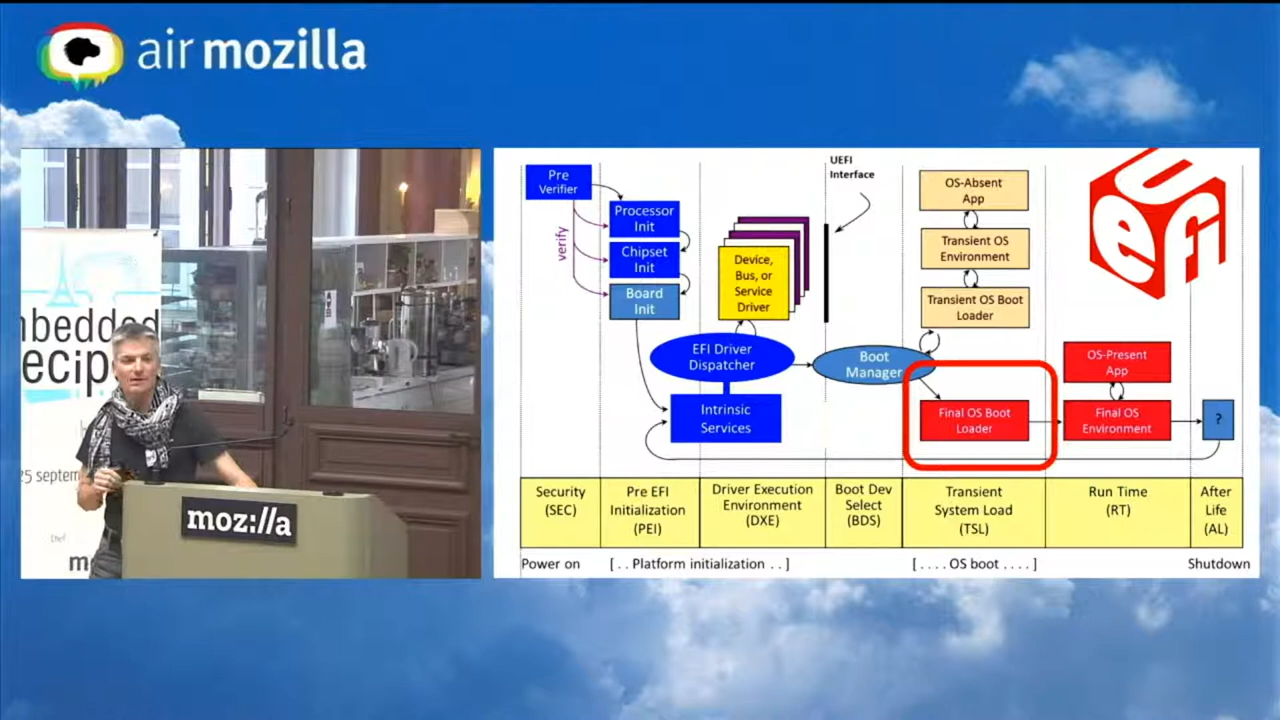 air mozilla
mbedded
ecip
25 septem
moz://a
Pre
Verifier
verify
Processor
Init
Chipset
Init
Board
Init
Device,
Bus, or
Service
Driver
EFI Driver
Dispatcher
Intrinsic
Services
UEFI
Interface
Boot
Manager
OS-Absent
App
Transient OS
Environment
Transient OS Boot
Loader
Final OS Boot
Loader
OS-Present
App
Final OS
Environment
?
UEFI
Security
(SEC)
Pre EFI
Initialization
(PEI)
Driver Execution
Environment
(DXE)
Boot Dev
Select
(BDS)
Transient
System Load
(TSL)
Run Time
(RT)
After
Life
(AL)
Power on
[ . . Platform initialization . . ]
[ . . . . OS boot . . . . ]
Shutdown